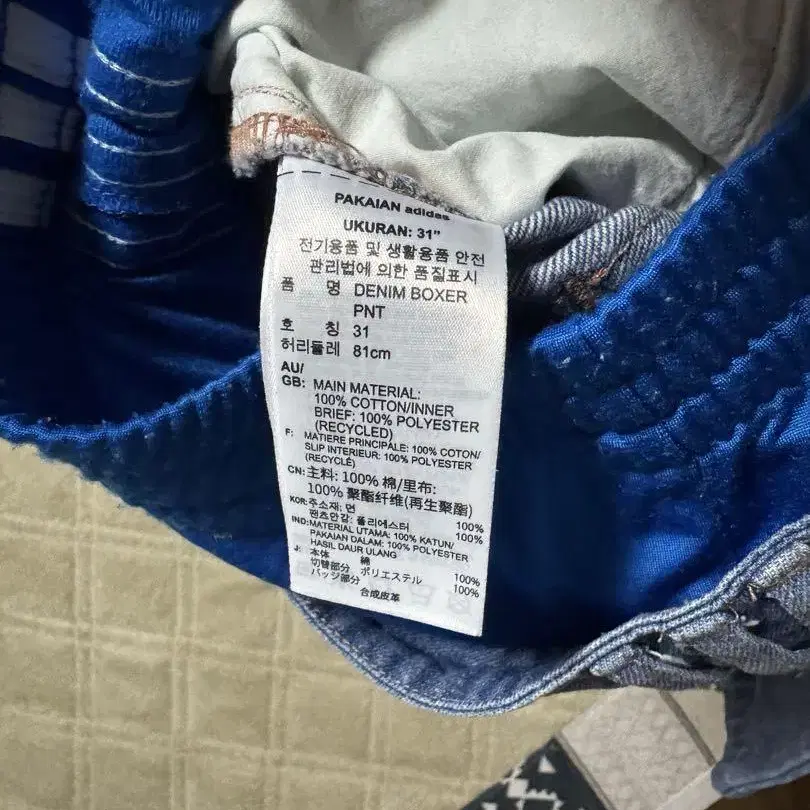 PAKAIAN adidas
UKURAN: 31"
전기용품 및 생활용품 안전
관리법에 의한 품질표시
품 명 DENIM BOXER
PNT
호 칭 31
허리둘레 81cm
AU/
GB: MAIN MATERIAL:
100% COTTON/INNER
BRIEF: 100% POLYESTER
(RECYCLED)
F: MATIERE PRINCIPALE: 100% COTON/
SLIP INTERIEUR: 100% POLYESTER
(RECYCLÉ)
CN: 主料: 100% 棉/里布:
100% 聚酯纤维(再生聚酯)
KOR: 주소재: 면 100%
팬츠안감: 폴리에스터 100%
IND: MATERIAL UTAMA: 100% KATUN/
PAKAIAN DALAM: 100% POLYESTER
HASIL DAUR ULANG
J: 本体 綿 100%
切替部分 ポリエステル 100%
バッジ部分 合成皮革